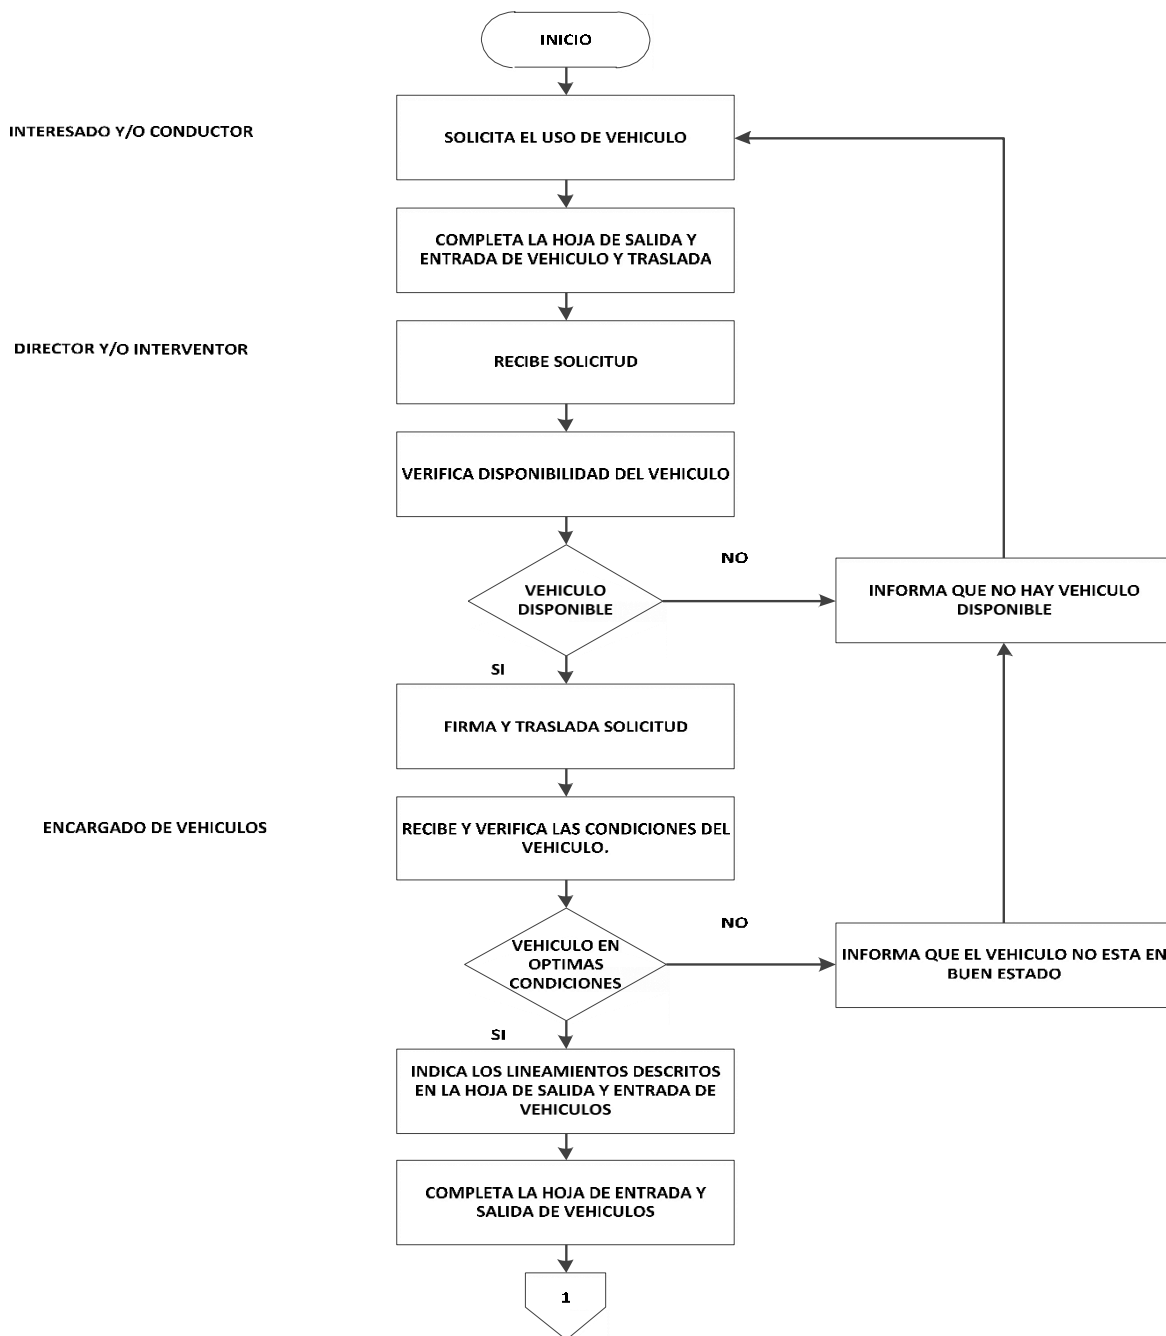 INICIO
INTERESADO Y/O CONDUCTOR
SOLICITA EL USO DE VEHICULO
COMPLETA LA HOJA DE SALIDA Y
ENTRADA DE VEHICULO Y TRASLADA
DIRECTOR Y/O INTERVENTOR
RECIBE SOLICITUD
VERIFICA DISPONIBILIDAD DEL VEHICULO
VEHICULO
DISPONIBLE
NO
INFORMA QUE NO HAY VEHICULO
DISPONIBLE
SI
FIRMA Y TRASLADA SOLICITUD
ENCARGADO DE VEHICULOS
RECIBE Y VERIFICA LAS CONDICIONES DEL
VEHICULO.
VEHICULO EN
OPTIMAS
CONDICIONES
NO
INFORMA QUE EL VEHICULO NO ESTA EN
BUEN ESTADO
SI
INDICA LOS LINEAMIENTOS DESCRITOS
EN LA HOJA DE SALIDA Y ENTRADA DE
VEHICULOS
COMPLETA LA HOJA DE ENTRADA Y
SALIDA DE VEHICULOS
1